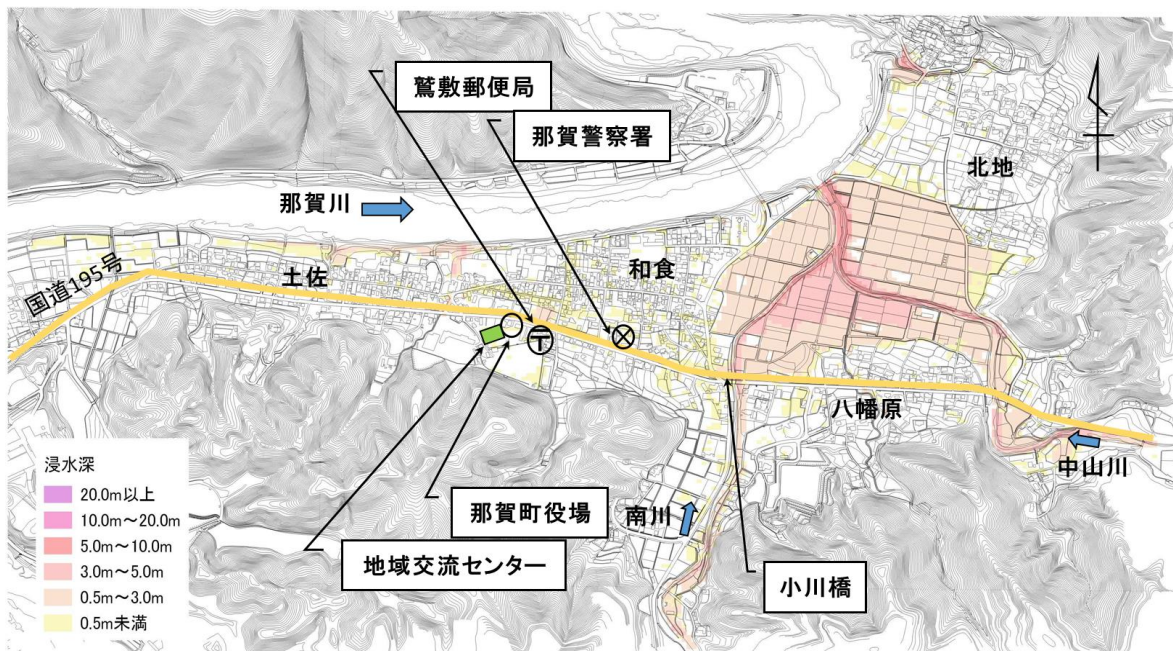 鷲敷郵便局
那賀警察署
北地
那賀川
国道195号
土佐
和食
〒
八幡原
中山川
浸水深
20.0m以上
10.0m～20.0m
5.0m～10.0m
3.0m～5.0m
0.5m～3.0m
0.5m未満
那賀町役場
南川
地域交流センター
小川橋